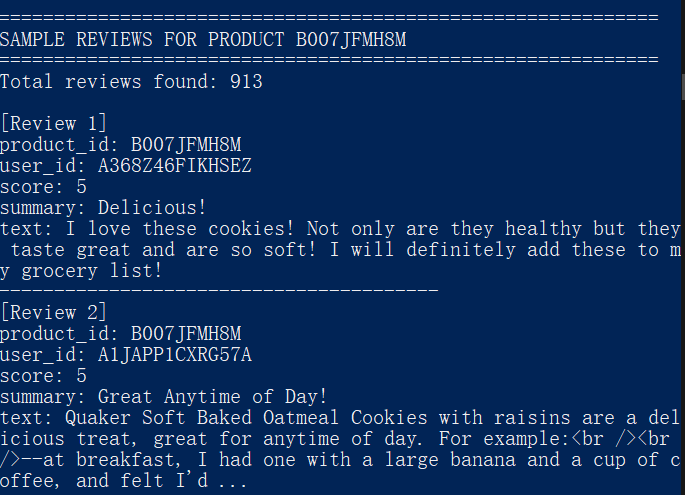 ============================================================
SAMPLE REVIEWS FOR PRODUCT B007JFMH8M
============================================================
Total reviews found: 913
[Review 1]
product_id: B007JFMH8M
user_id: A368Z46FIKHSEZ
score: 5
summary: Delicious!
text: I love these cookies! Not only are they healthy but they
 taste great and are so soft! I will definitely add these to m
y grocery list!
----------------------------------------
[Review 2]
product_id: B007JFMH8M
user_id: A1JAPP1CXRG57A
score: 5
summary: Great Anytime of Day!
text: Quaker Soft Baked Oatmeal Cookies with raisins are a del
icious treat, great for anytime of day. For example:<br /><br
/>--at breakfast, I had one with a large banana and a cup of c
offee, and felt I'd ...